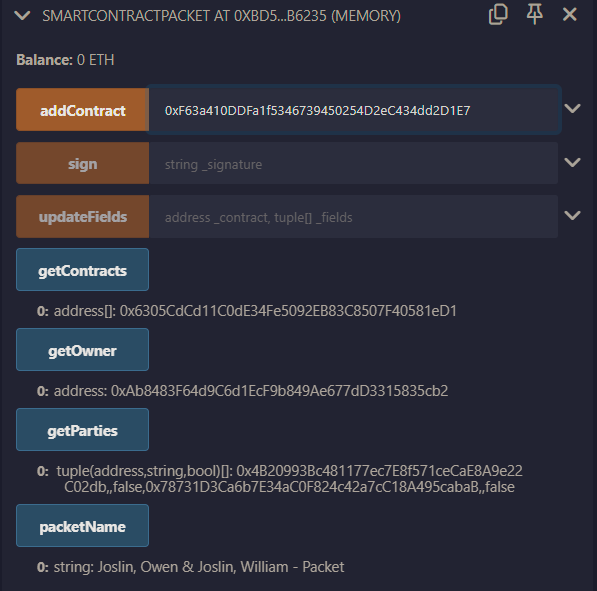 SMARTCONTRACTPACKET AT 0XBD5...B6235 (MEMORY)
Balance: 0 ETH
addContract 0xF63a410DDFa1f5346739450254D2eC434dd2D1E7
sign string _signature
updateFields address _contract, tuple[] _fields
getContracts
0: address[]: 0x6305CdCd11C0dE34Fe5092EB83C8507F40581eD1
getOwner
0: address: 0xAb8483F64d9C6d1EcF9b849Ae677dD3315835cb2
getParties
0: tuple(address,string,bool)[]: 0x4B20993Bc481177ec7E8f571ceCaE8A9e22
C02db,,false,0x78731D3Ca6b7E34aC0F824c42a7cC18A495cabaB,,false
packetName
0: string: Joslin, Owen & Joslin, William - Packet